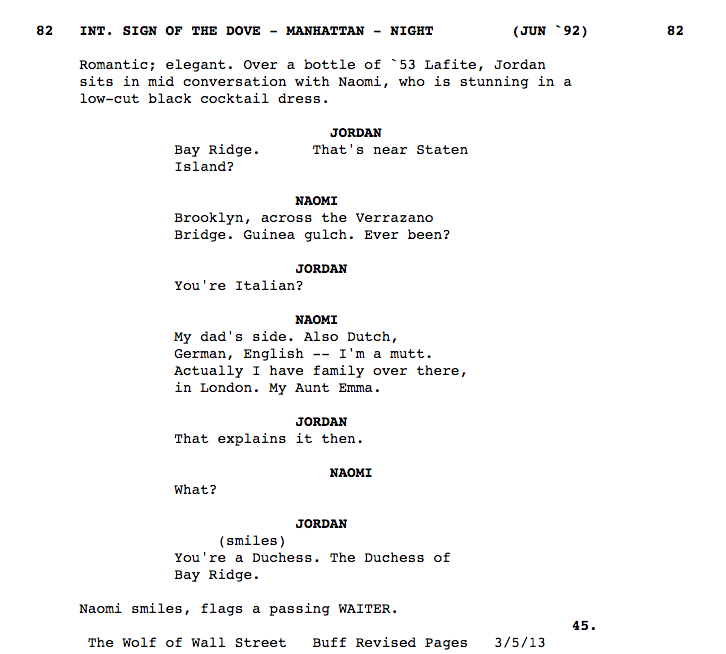 82 INT. SIGN OF THE DOVE - MANHATTAN - NIGHT (JUN `92) 82
Romantic; elegant. Over a bottle of `53 Lafite, Jordan
sits in mid conversation with Naomi, who is stunning in a
low-cut black cocktail dress.
JORDAN
Bay Ridge. That's near Staten
Island?
NAOMI
Brooklyn, across the Verrazano
Bridge. Guinea gulch. Ever been?
JORDAN
You're Italian?
NAOMI
My dad's side. Also Dutch,
German, English -- I'm a mutt.
Actually I have family over there,
in London. My Aunt Emma.
JORDAN
That explains it then.
NAOMI
What?
JORDAN
(smiles)
You're a Duchess. The Duchess of
Bay Ridge.
Naomi smiles, flags a passing WAITER.
45.
The Wolf of Wall Street Buff Revised Pages 3/5/13